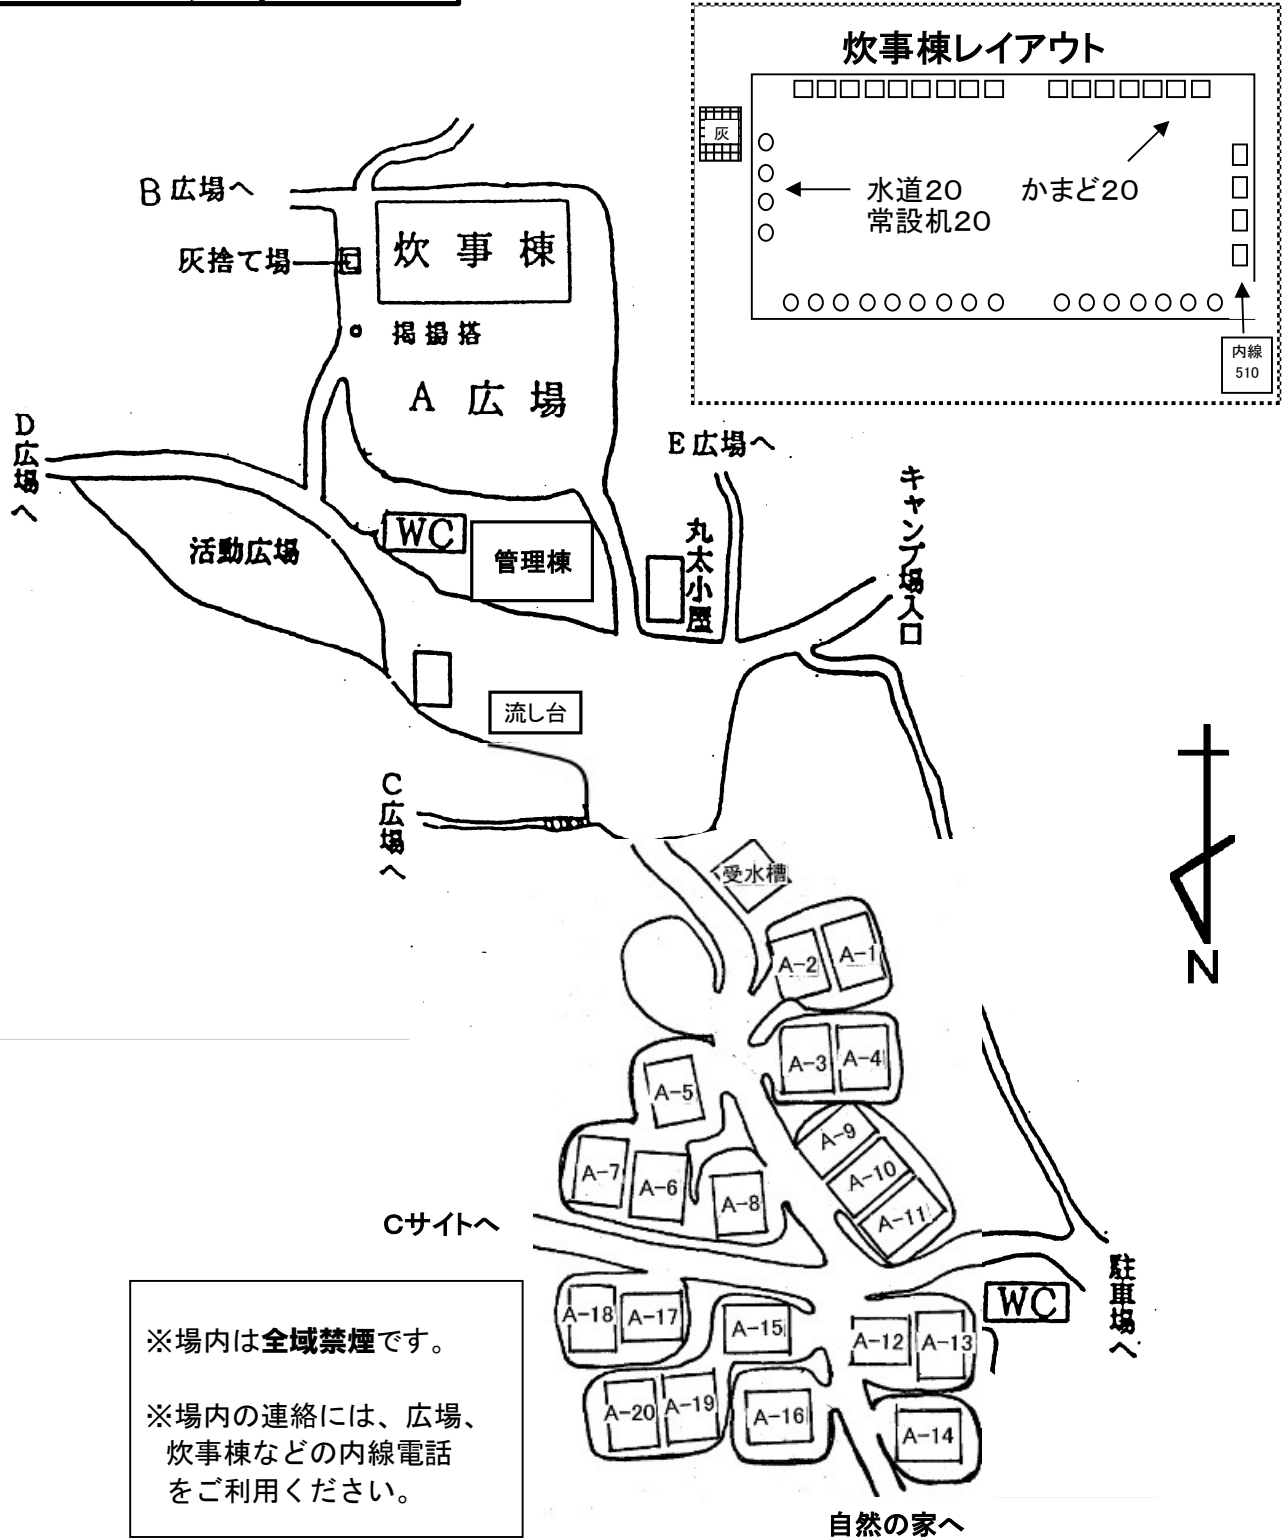 炊事棟レイアウト
灰
水道20
常設机20
かまど20
内線
510
B広場へ
灰捨て場
炊事棟
掲揚搭
A広場
D広場へ
E広場へ
キャンプ場入口
活動広場
WC
管理棟
丸太小屋
流し台
C広場へ
受水槽
N
A-2
A-1
A-3
A-4
A-5
A-9
A-7
A-6
A-10
A-8
A-11
Cサイトへ
駐車場へ
WC
A-18
A-17
A-15
A-12
A-13
A-20
A-19
A-16
A-14
※場内は全域禁煙です。
※場内の連絡には、広場、
炊事棟などの内線電話
をご利用ください。
自然の家へ